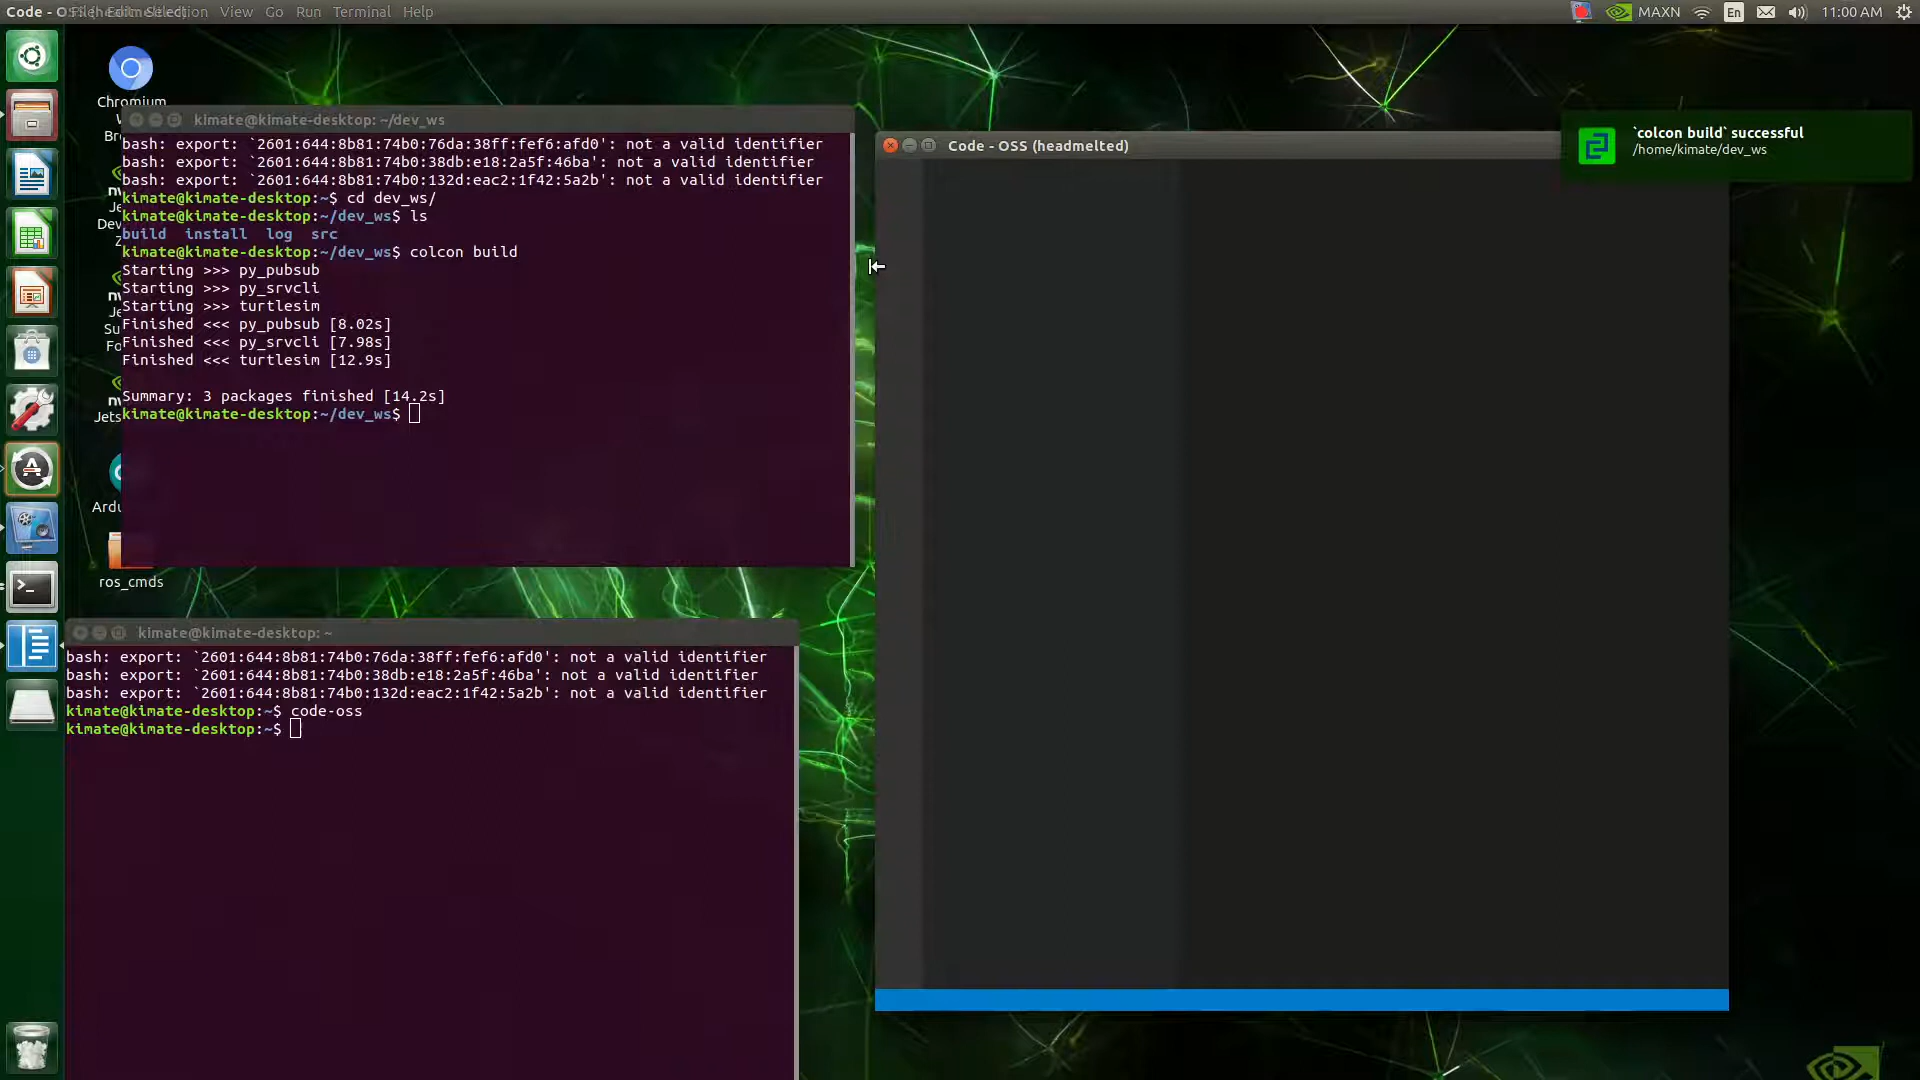 Code - O
View Go Run Terminal Help
MAXN
En
11:00 AM
Chromium
W
Bro
Je
Dev
Z
Je
Su
Fo
Jets
Ardu
ros_cmds
kimate@kimate-desktop: ~/dev_ws
bash: export: `2601:644:8b81:74b0:76da:38ff:fef6:afd0': not a valid identifier
bash: export: `2601:644:8b81:74b0:38db:e18:2a5f:46ba': not a valid identifier
bash: export: `2601:644:8b81:74b0:132d:eac2:1f42:5a2b': not a valid identifier
kimate@kimate-desktop:~$ cd dev_ws/
kimate@kimate-desktop:~/dev_ws$ ls
build install log src
kimate@kimate-desktop:~/dev_ws$ colcon build
Starting >>> py_pubsub
Starting >>> py_srvcli
Starting >>> turtlesim
Finished <<< py_pubsub [8.02s]
Finished <<< py_srvcli [7.98s]
Finished <<< turtlesim [12.9s]
Summary: 3 packages finished [14.2s]
kimate@kimate-desktop:~/dev_ws$
Code - OSS (headmelted)
`colcon build` successful
/home/kimate/dev_ws
kimate@kimate-desktop: ~
bash: export: `2601:644:8b81:74b0:76da:38ff:fef6:afd0': not a valid identifier
bash: export: `2601:644:8b81:74b0:38db:e18:2a5f:46ba': not a valid identifier
bash: export: `2601:644:8b81:74b0:132d:eac2:1f42:5a2b': not a valid identifier
kimate@kimate-desktop:~$ code-oss
kimate@kimate-desktop:~$